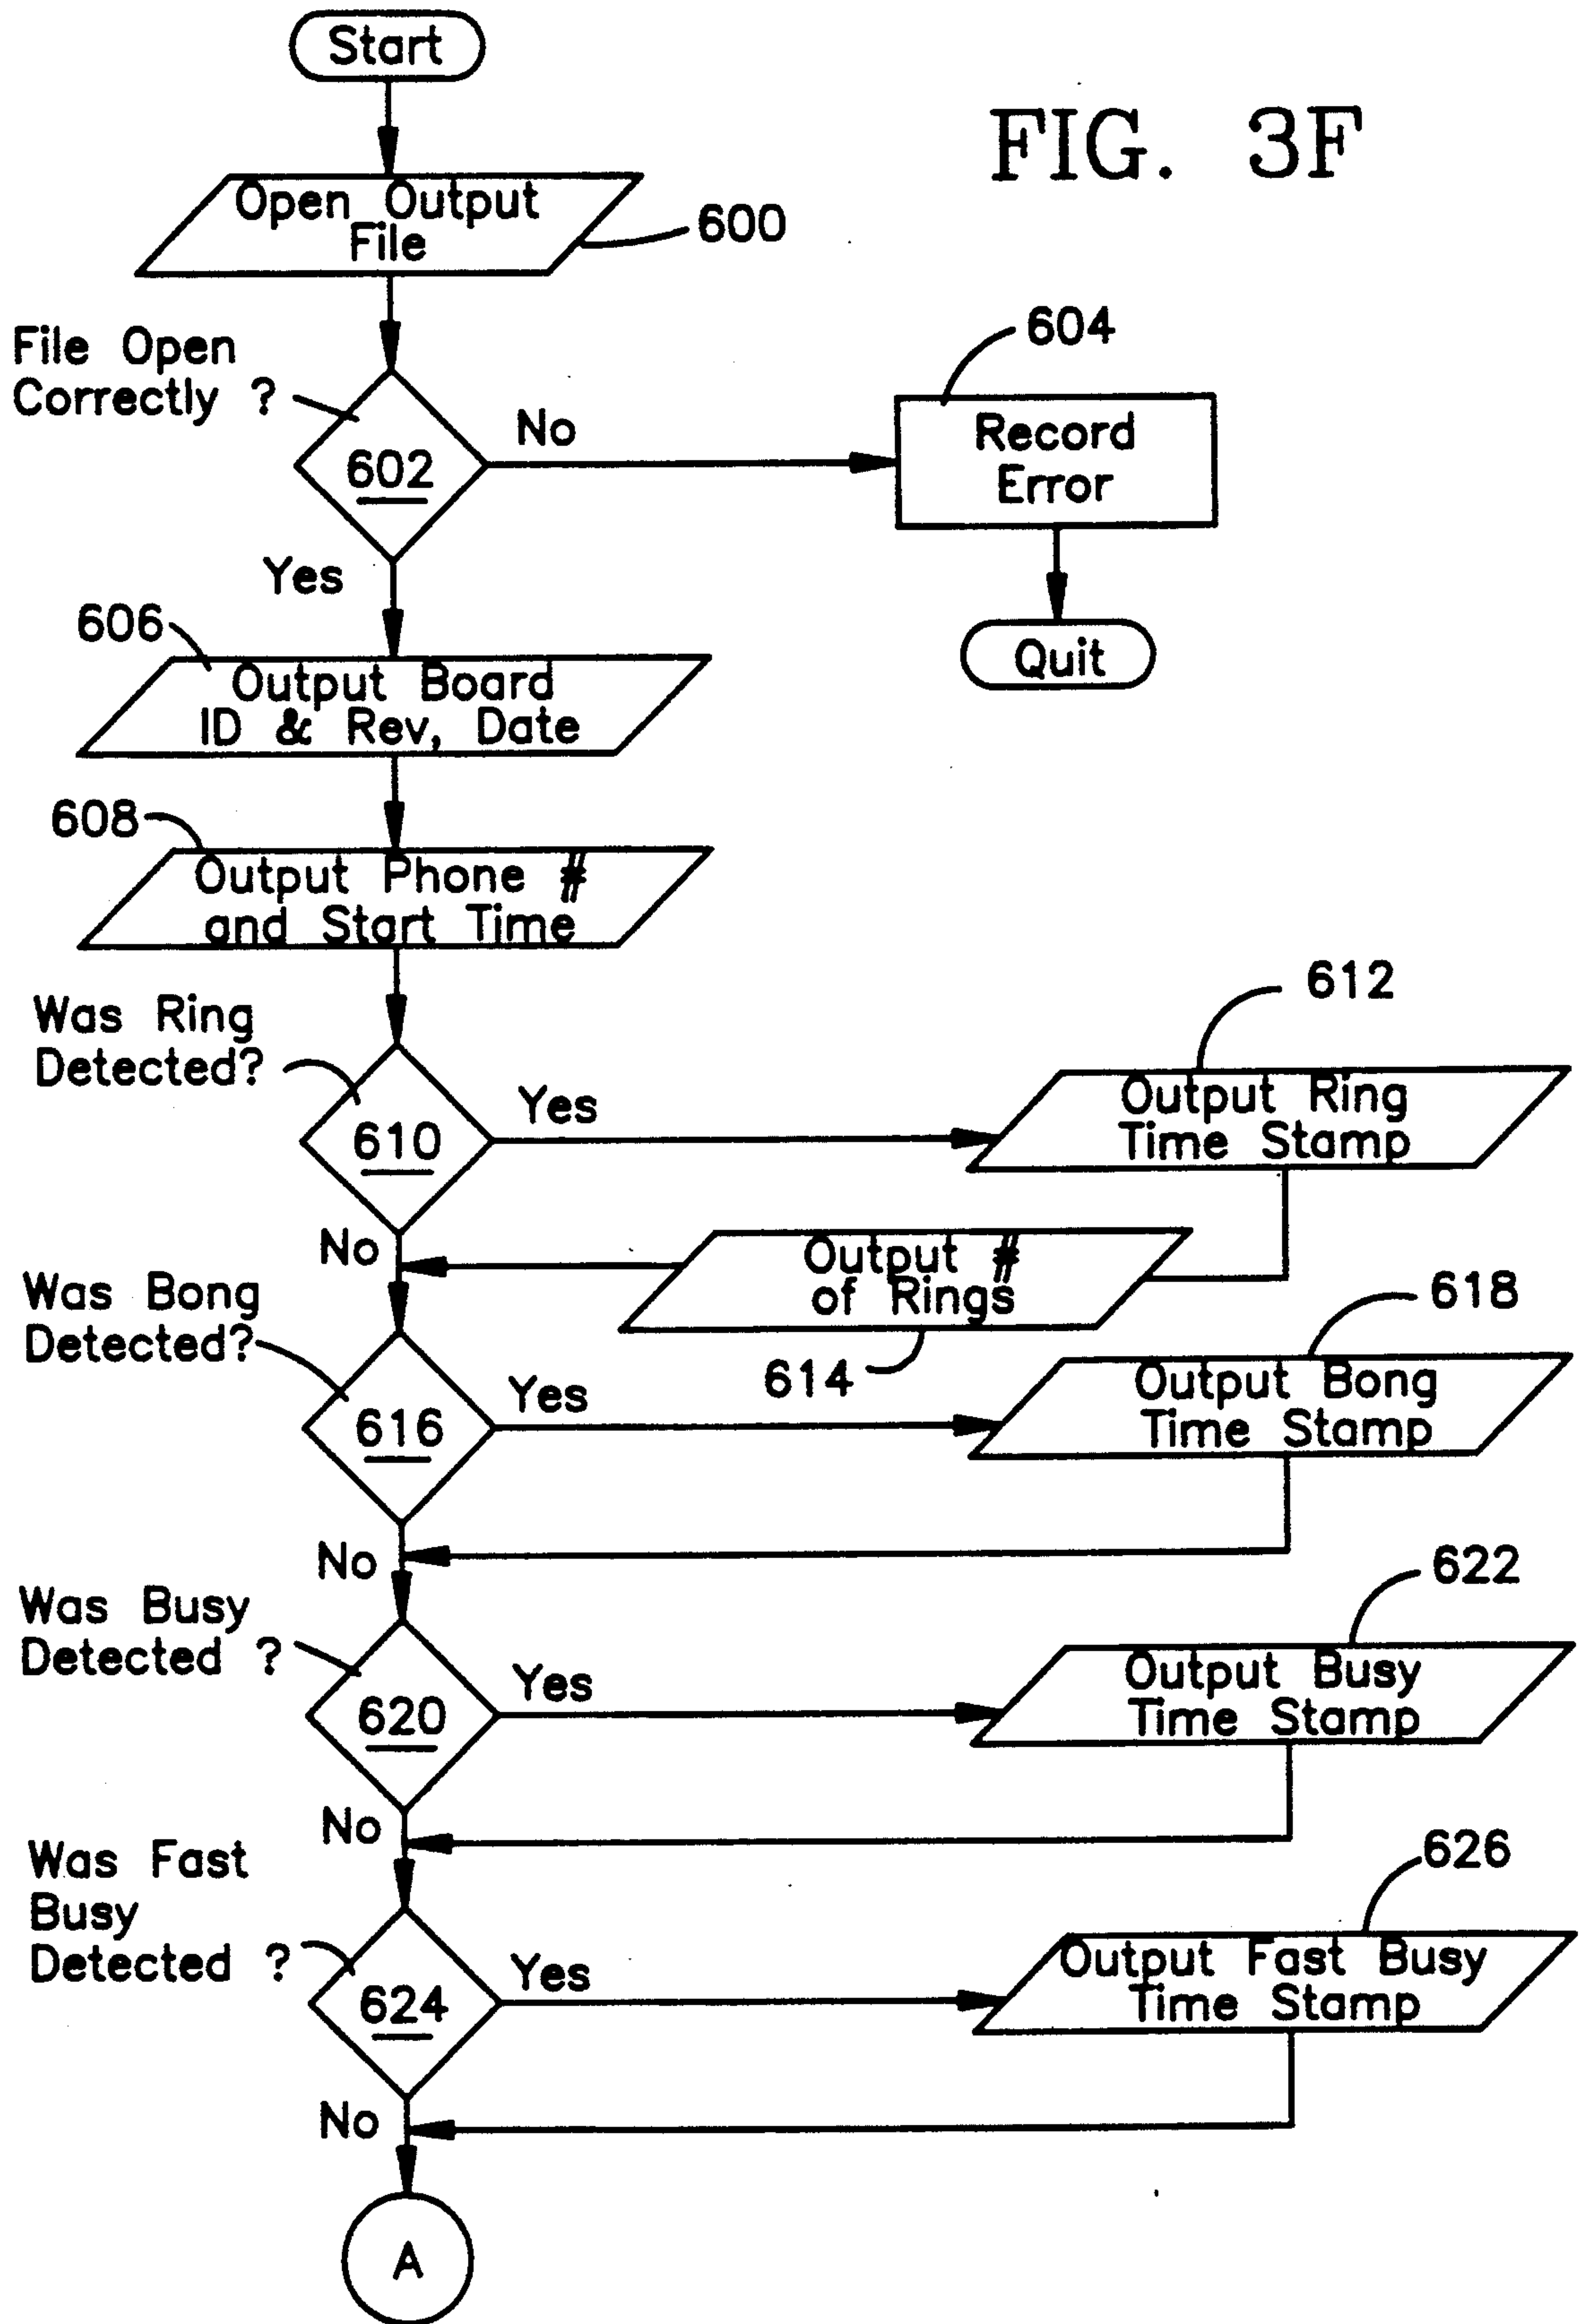 Start
FIG. 3F
Open Output
File
600
File Open
Correctly ?
602
No
604
Record
Error
Yes
Quit
606
Output Board
ID & Rev, Date
608
Output Phone #
and Start Time
Was Ring
Detected?
610
Yes
612
Output Ring
Time Stamp
No
Output #
of Rings
614
Was Bong
Detected?
616
Yes
618
Output Bong
Time Stamp
No
Was Busy
Detected ?
620
Yes
622
Output Busy
Time Stamp
No
Was Fast
Busy
Detected ?
624
Yes
626
Output Fast Busy
Time Stamp
No
A